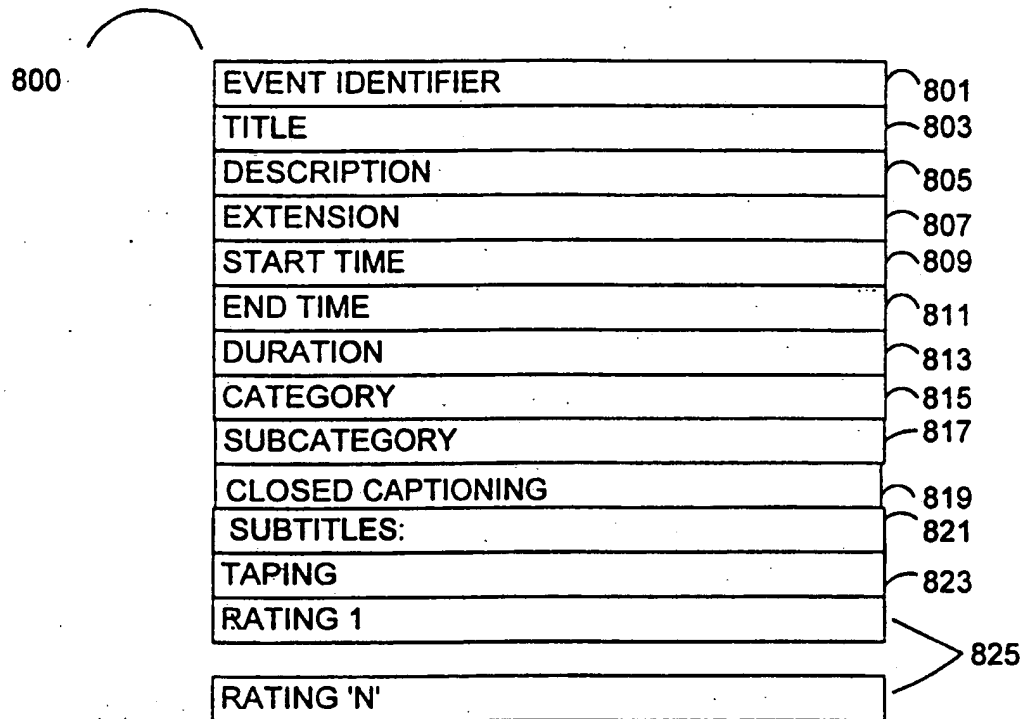 800
EVENT IDENTIFIER 801
TITLE 803
DESCRIPTION 805
EXTENSION 807
START TIME 809
END TIME 811
DURATION 813
CATEGORY 815
SUBCATEGORY 817
CLOSED CAPTIONING 819
SUBTITLES: 821
TAPING 823
RATING 1
825
RATING 'N'